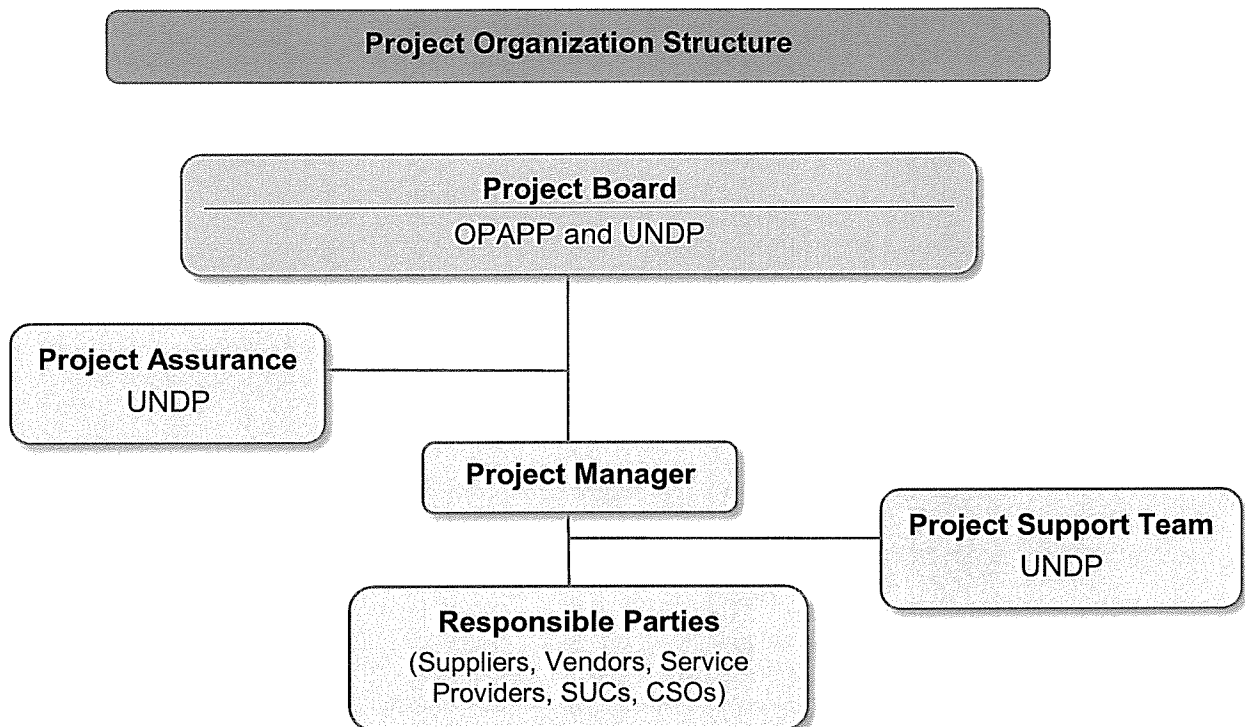 Project Organization Structure
Project Board
OPAPP and UNDP
Project Assurance
UNDP
Project Manager
Project Support Team
UNDP
Responsible Parties
(Suppliers, Vendors, Service
Providers, SUCs, CSOs)